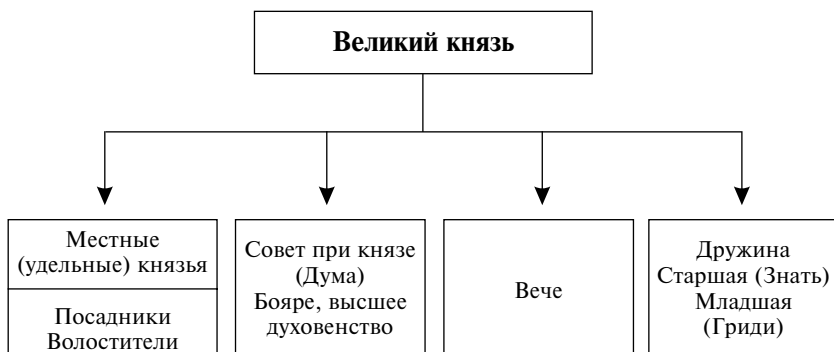 Великий князь
Местные
(удельные) князья
Посадники
Волостители
Совет при князе
(Дума)
Бояре, высшее
духовенство
Вече
Дружина
Старшая (Знать)
Младшая
(Гриди)